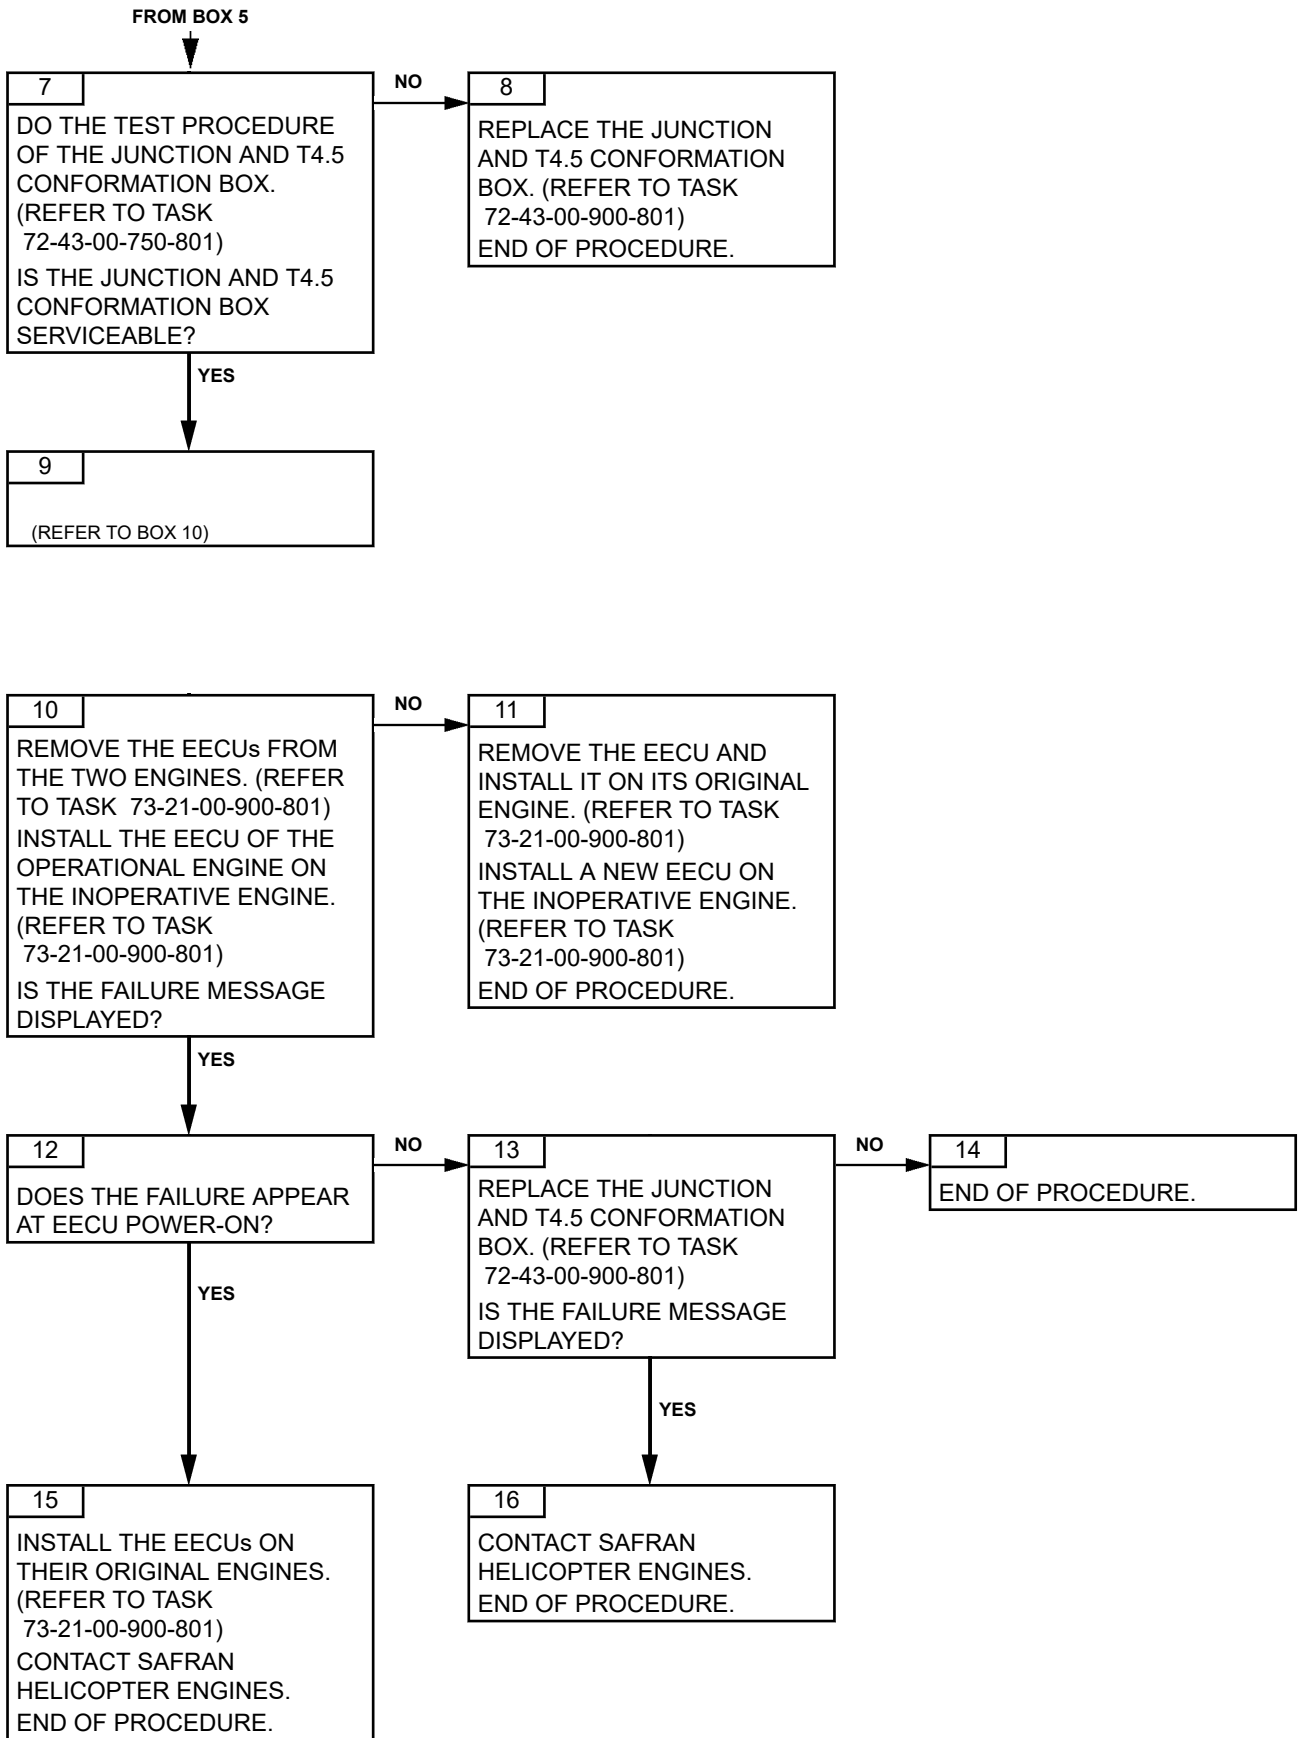 FROM BOX 5
7
NO
8
DO THE TEST PROCEDURE
OF THE JUNCTION AND T4.5
CONFORMATION BOX.
(REFER TO TASK
72-43-00-750-801)
IS THE JUNCTION AND T4.5
CONFORMATION BOX
SERVICEABLE?
REPLACE THE JUNCTION
AND T4.5 CONFORMATION
BOX. (REFER TO TASK
72-43-00-900-801)
END OF PROCEDURE.
YES
9
(REFER TO BOX 10)
10
NO
11
REMOVE THE EECUs FROM
THE TWO ENGINES. (REFER
TO TASK 73-21-00-900-801)
INSTALL THE EECU OF THE
OPERATIONAL ENGINE ON
THE INOPERATIVE ENGINE.
(REFER TO TASK
73-21-00-900-801)
IS THE FAILURE MESSAGE
DISPLAYED?
REMOVE THE EECU AND
INSTALL IT ON ITS ORIGINAL
ENGINE. (REFER TO TASK
73-21-00-900-801)
INSTALL A NEW EECU ON
THE INOPERATIVE ENGINE.
(REFER TO TASK
73-21-00-900-801)
END OF PROCEDURE.
YES
12
NO
13
NO
14
DOES THE FAILURE APPEAR
AT EECU POWER-ON?
REPLACE THE JUNCTION
AND T4.5 CONFORMATION
BOX. (REFER TO TASK
72-43-00-900-801)
IS THE FAILURE MESSAGE
DISPLAYED?
END OF PROCEDURE.
YES
YES
15
16
INSTALL THE EECUs ON
THEIR ORIGINAL ENGINES.
(REFER TO TASK
73-21-00-900-801)
CONTACT SAFRAN
HELICOPTER ENGINES.
END OF PROCEDURE.
CONTACT SAFRAN
HELICOPTER ENGINES.
END OF PROCEDURE.